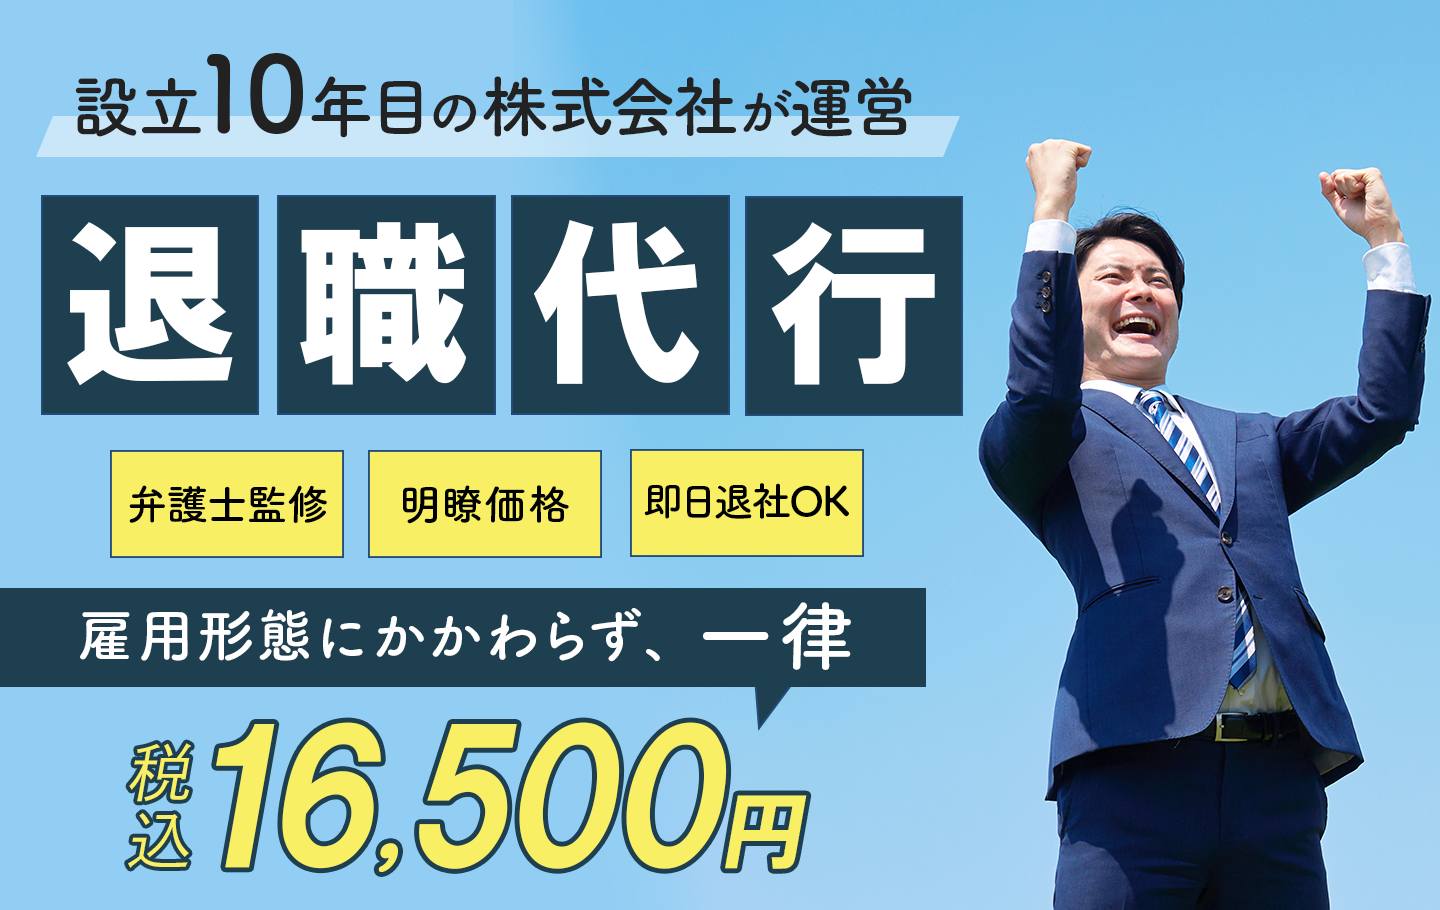 設立10年目の株式会社が運営
退職代行
弁護士監修 明瞭価格 即日退社OK
雇用形態にかかわらず、一律
税込16,500円